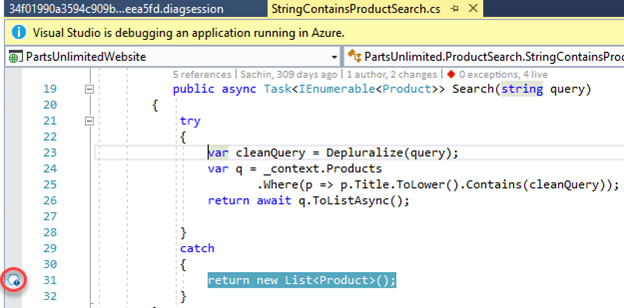 34f01990a3594c909b...eea5fd.diagsession StringContainsProductSearch.cs
Visual Studio is debugging an application running in Azure.
PartsUnlimitedWebsite PartsUnlimited.ProductSearch.StringContainsProdu
5 references | Sachin, 309 days ago | 1 author, 2 changes | 0 exceptions, 4 live
19 public async Task<IEnumerable<Product>> Search(string query)
20 {
21 try
22 {
23 var cleanQuery = Depluralize(query);
24 var q = _context.Products
25 .Where(p => p.Title.ToLower().Contains(cleanQuery));
26 return await q.ToListAsync();
27
28 }
29 catch
30 {
31 return new List<Product>();
32 }